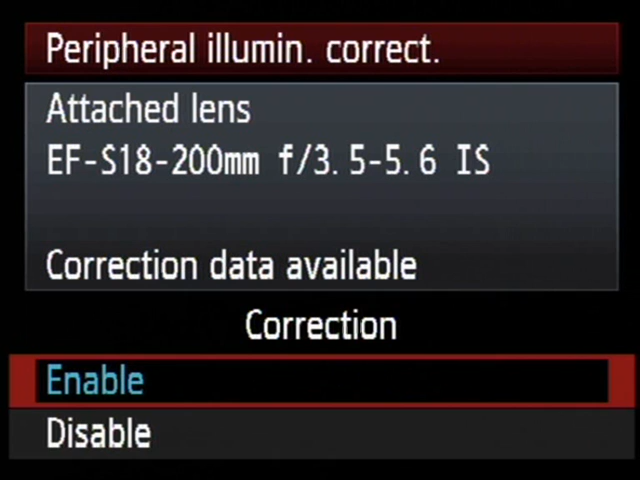 Peripheral illumin. correct.
Attached lens
EF-S18-200mm f/3.5-5.6 IS
Correction data available
Correction
Enable
Disable